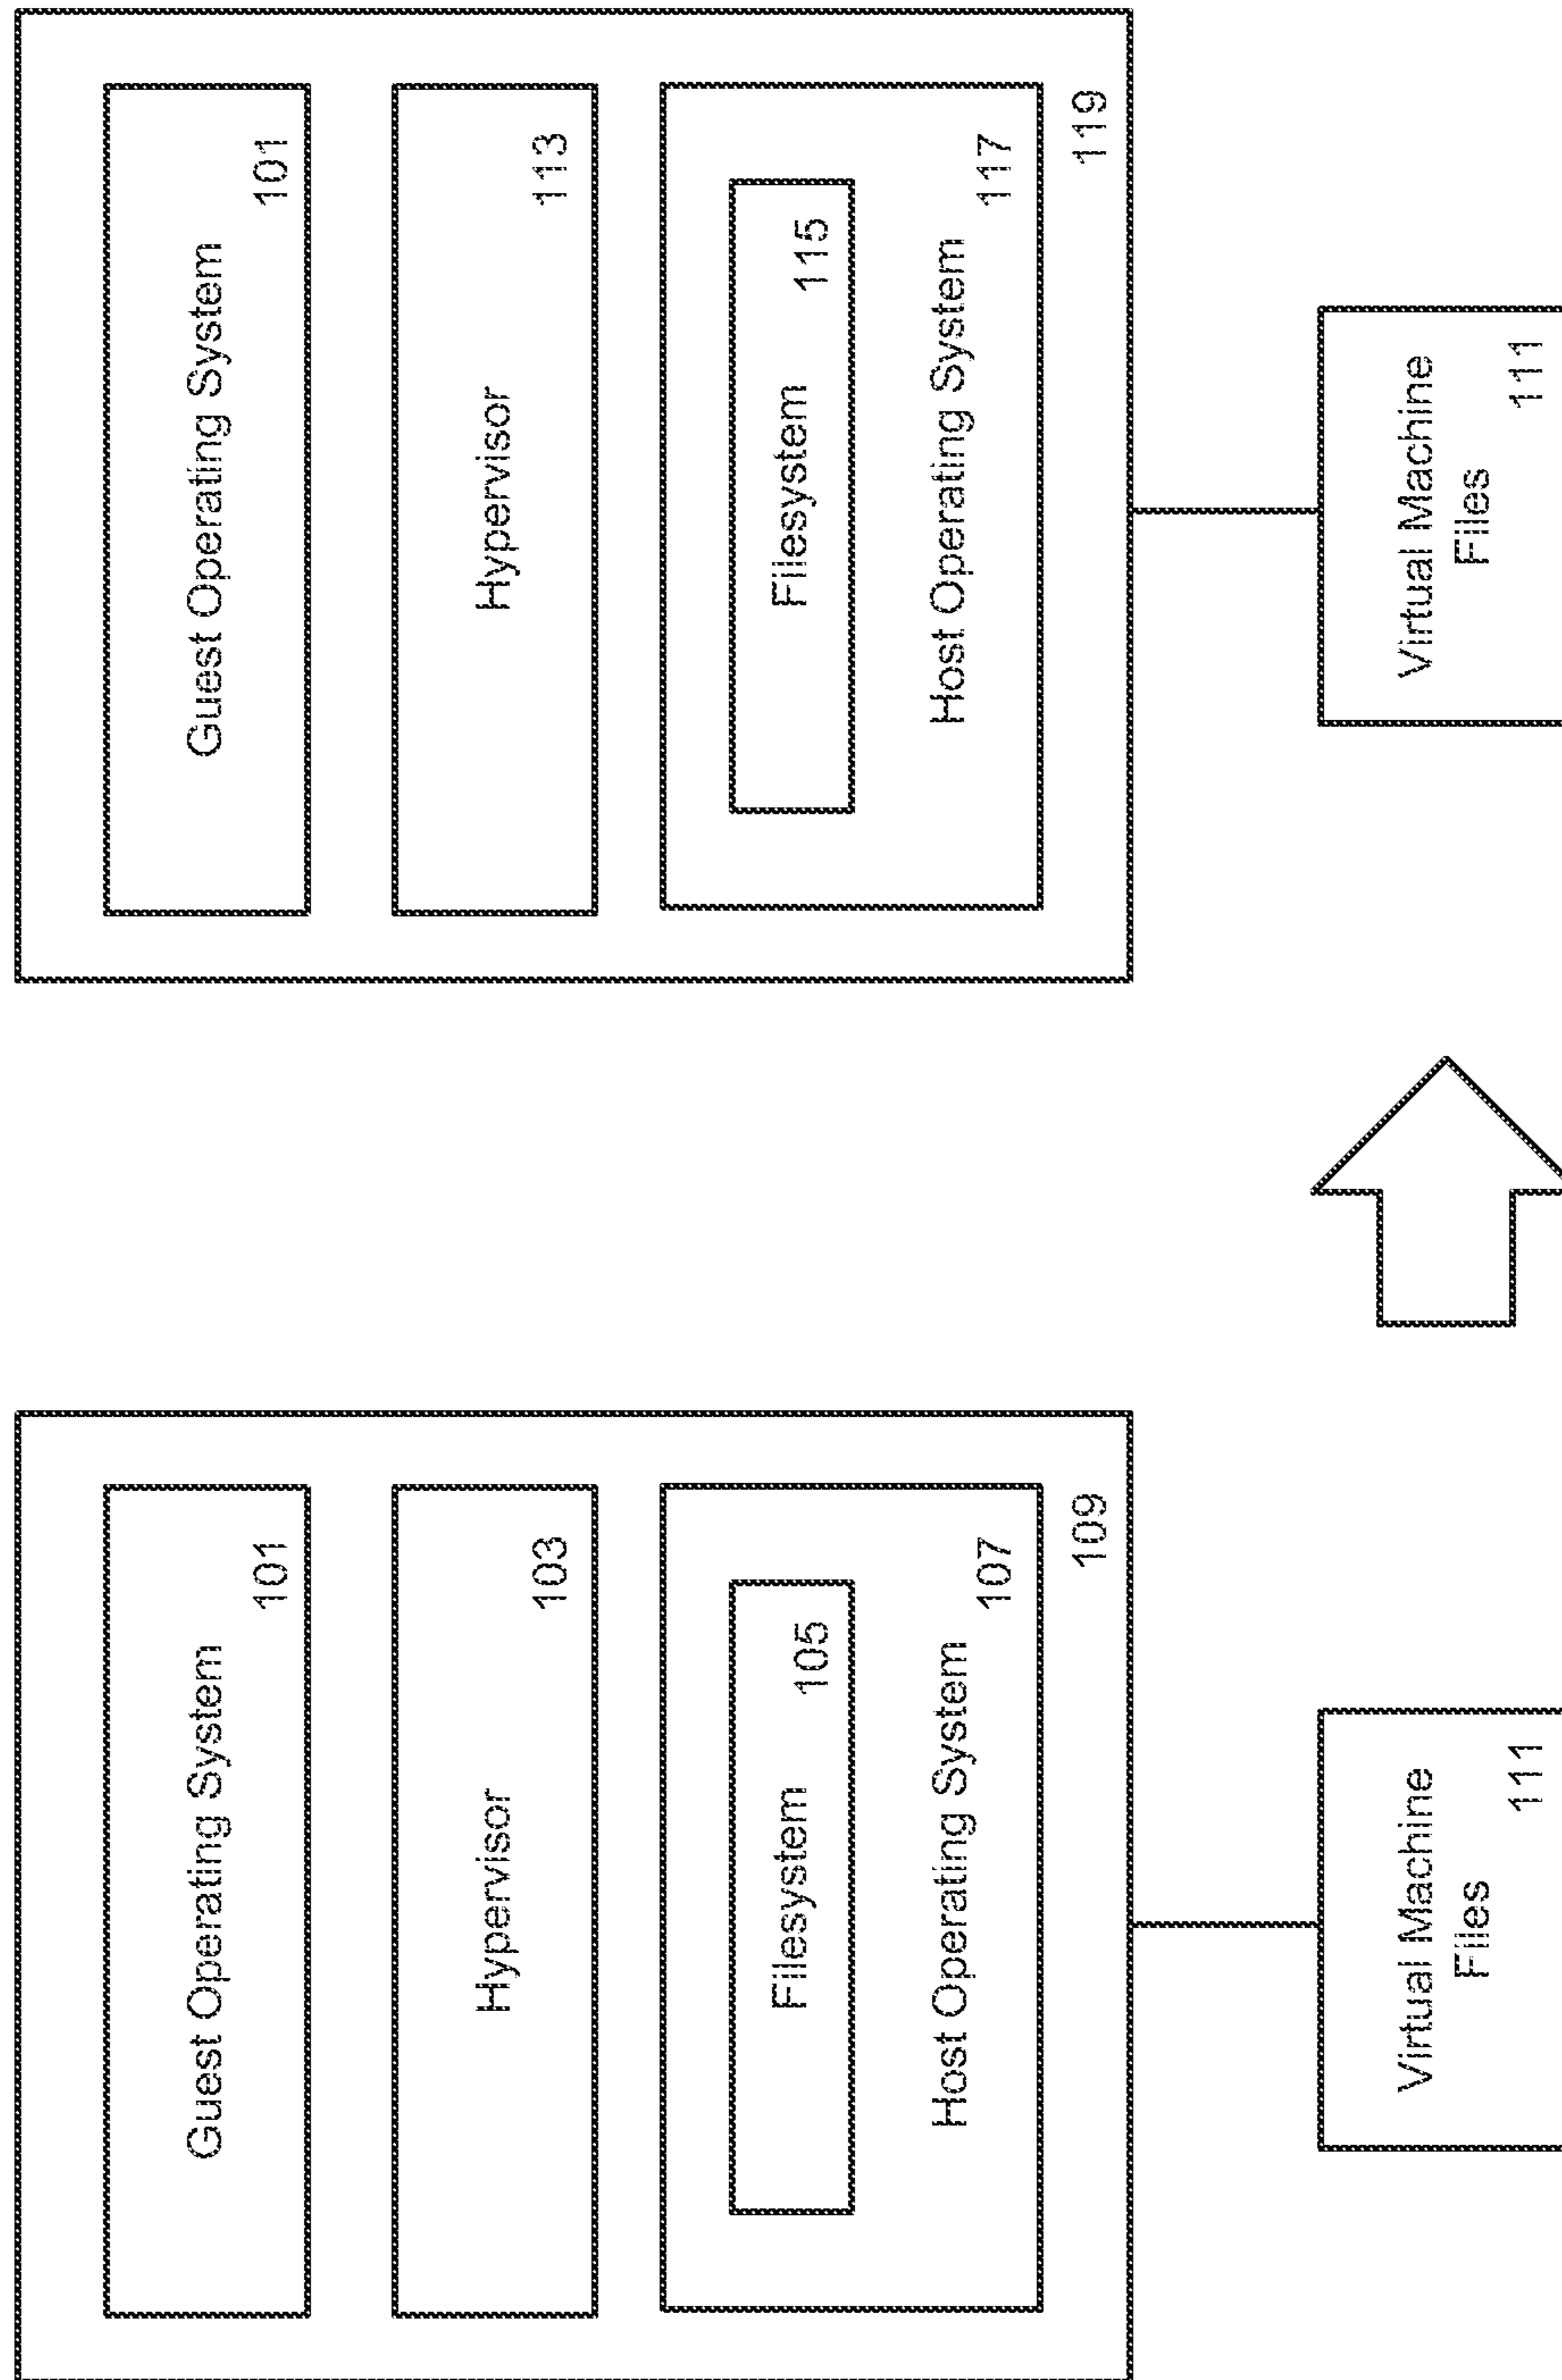 Guest Operating System
101
Hypervisor
103
Filesystem
105
Host Operating System
107
109
Virtual Machine
Files
111
Guest Operating System
101
Hypervisor
113
Filesystem
115
Host Operating System
117
119
Virtual Machine
Files
111